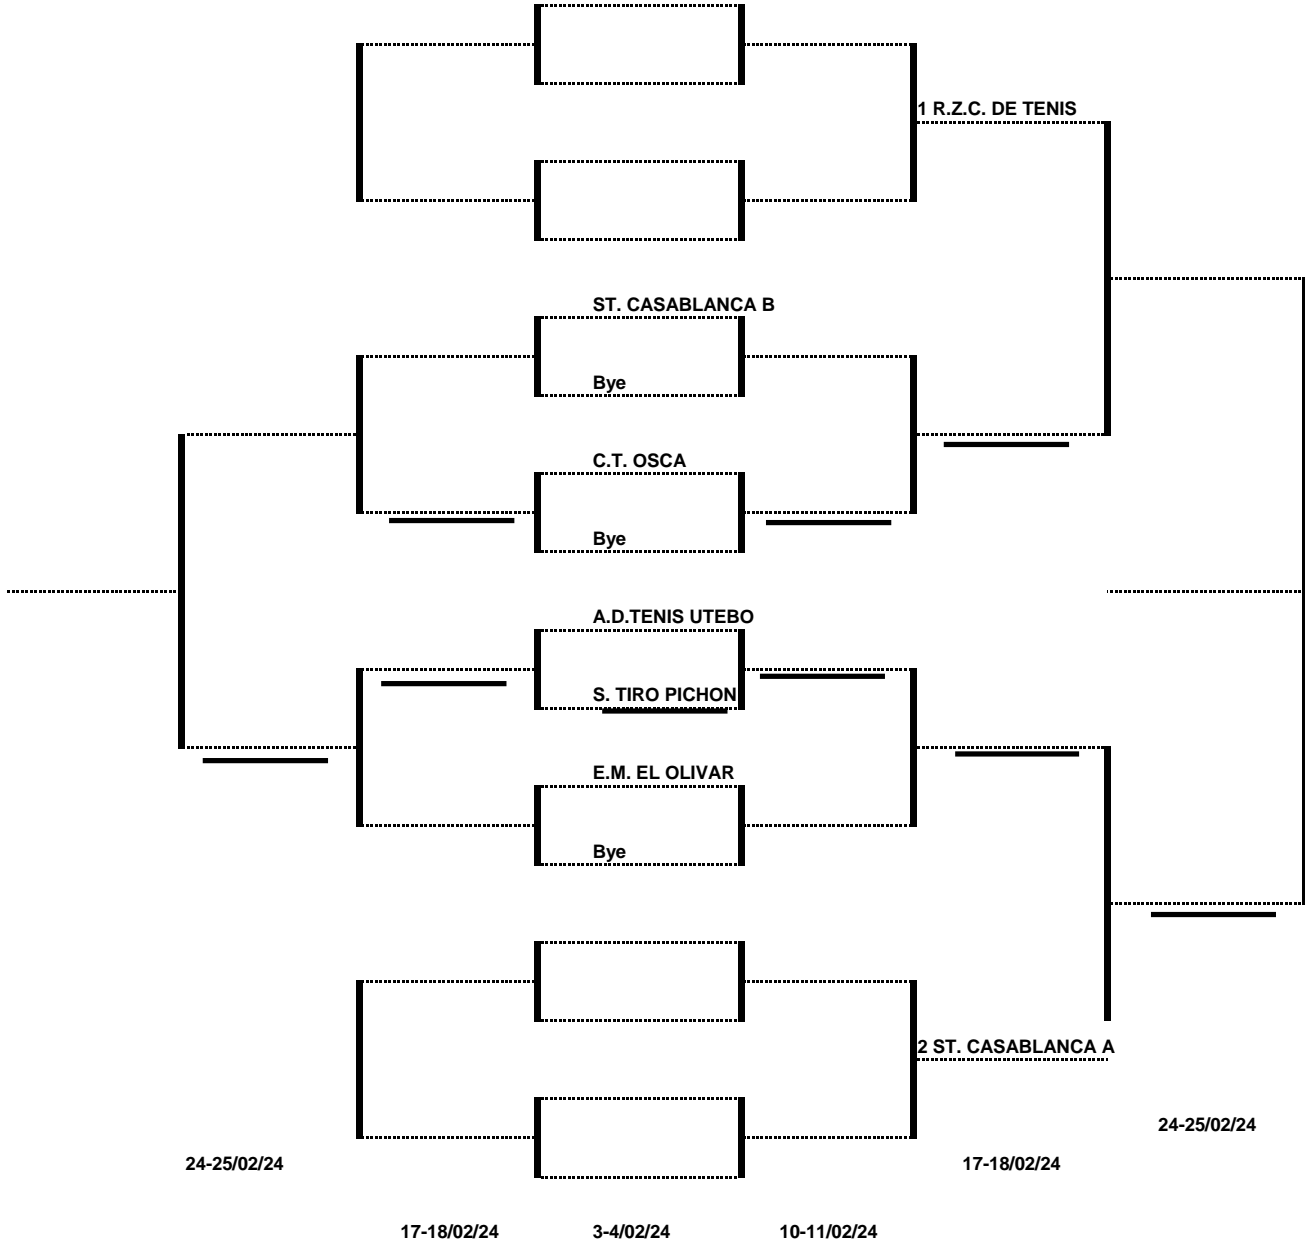 1 R.Z.C. DE TENIS
ST. CASABLANCA B
Bye
C.T. OSCA
Bye
A.D.TENIS UTEBO
S. TIRO PICHON
E.M. EL OLIVAR
Bye
2 ST. CASABLANCA A
24-25/02/24
24-25/02/24
17-18/02/24
17-18/02/24
3-4/02/24
10-11/02/24